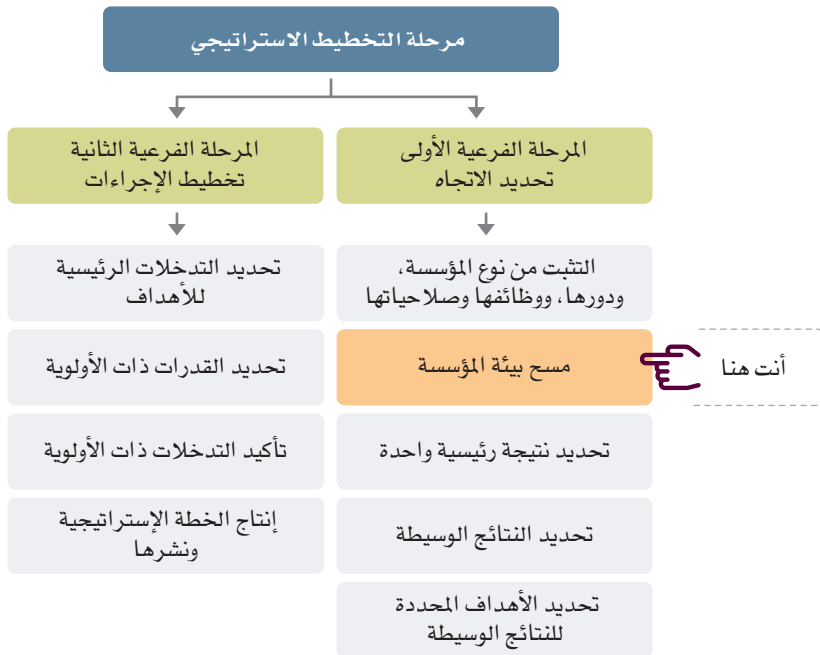 مرحلة التخطيط الاستراتيجي
المرحلة الفرعية الأولى
تحديد الاتجاه
التثبت من نوع المؤسسة،
ودورها، ووظائفها وصلاحياتها
مسح بيئة المؤسسة
أنت هنا
تحديد نتيجة رئيسية واحدة
تحديد النتائج الوسيطة
تحديد الأهداف المحددة
للنتائج الوسيطة
المرحلة الفرعية الثانية
تخطيط الإجراءات
تحديد التدخلات الرئيسية
للأهداف
تحديد القدرات ذات الأولوية
تأكيد التدخلات ذات الأولوية
إنتاج الخطة الإستراتيجية
ونشرها